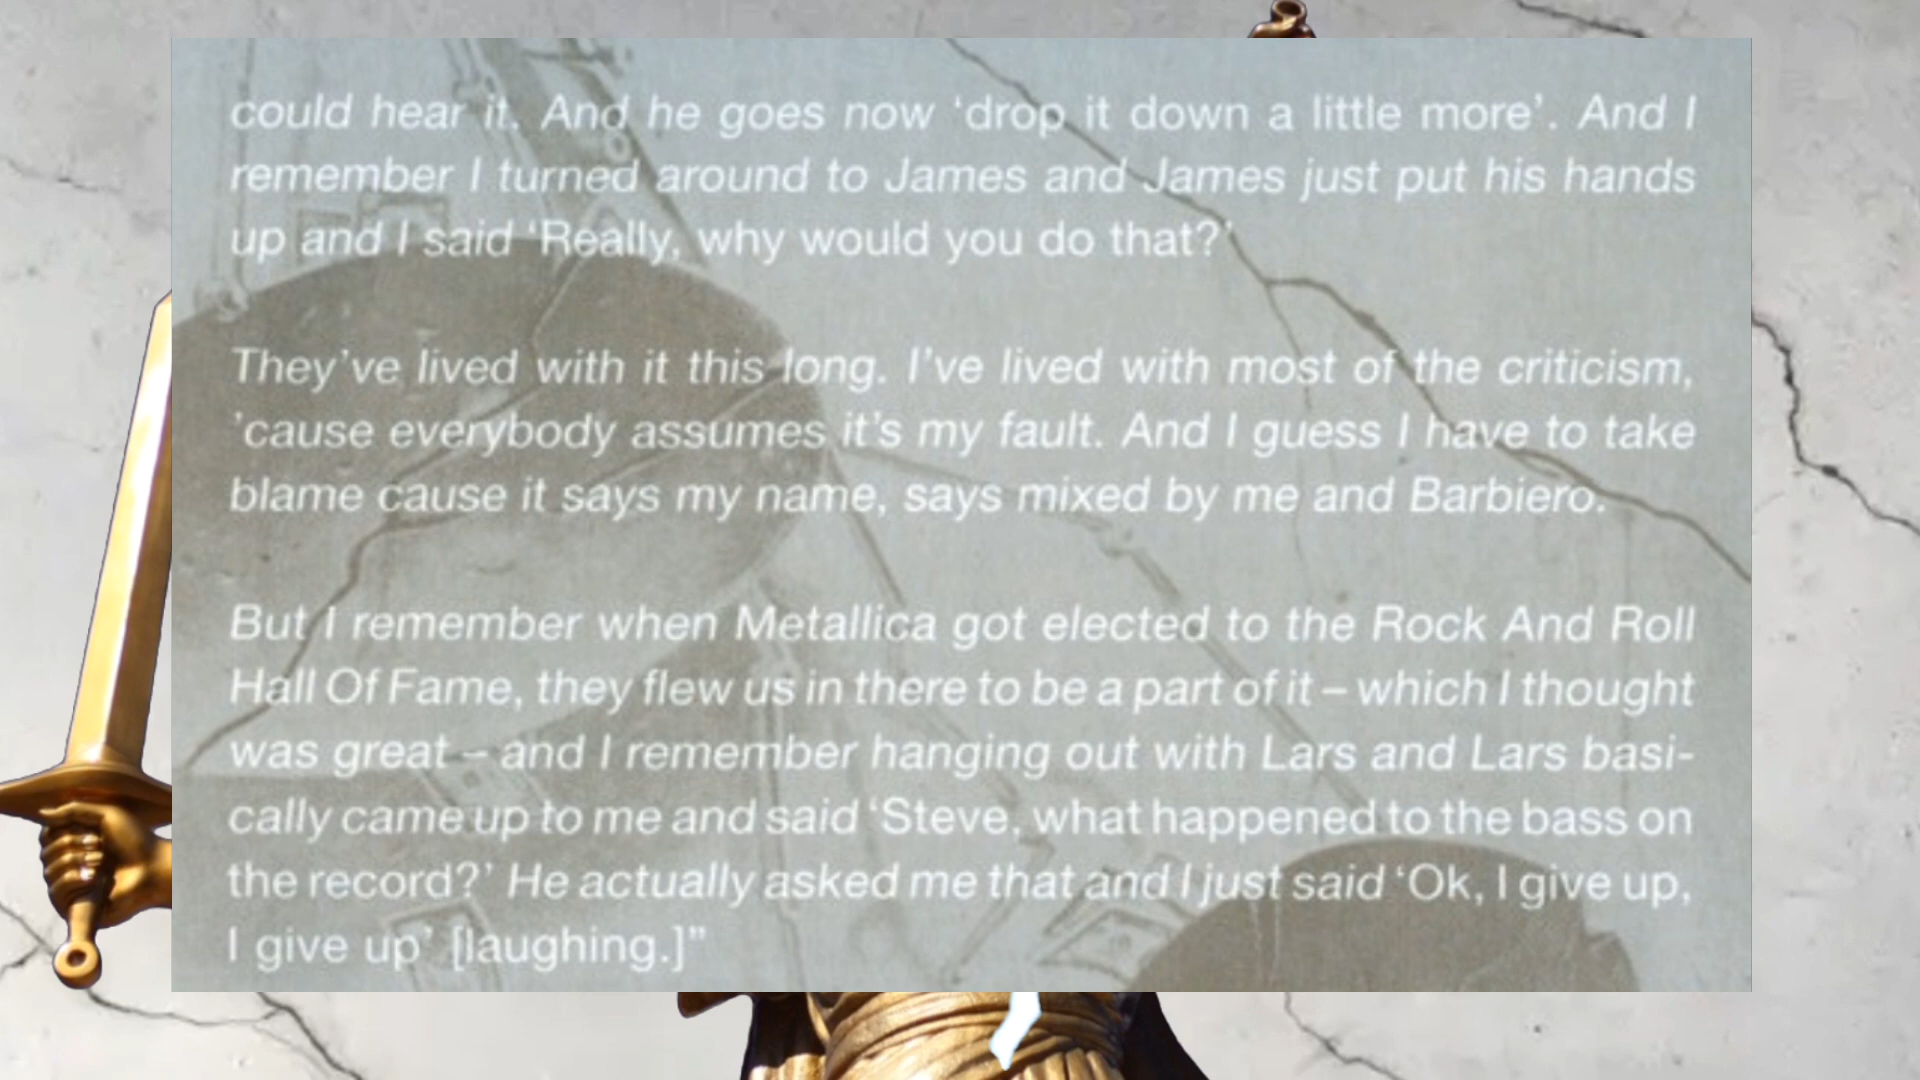 could hear it. And he goes now ‘drop it down a little more’. And I
remember I turned around to James and James just put his hands
up and I said ‘Really, why would you do that?’
They’ve lived with it this long. I’ve lived with most of the criticism,
’cause everybody assumes it’s my fault. And I guess I have to take
blame cause it says my name, says mixed by me and Barbiero.
But I remember when Metallica got elected to the Rock And Roll
Hall Of Fame, they flew us in there to be a part of it – which I thought
was great – and I remember hanging out with Lars and Lars basi-
cally came up to me and said ‘Steve, what happened to the bass on
the record?’ He actually asked me that and I just said ‘Ok, I give up,
I give up’ [laughing.]”